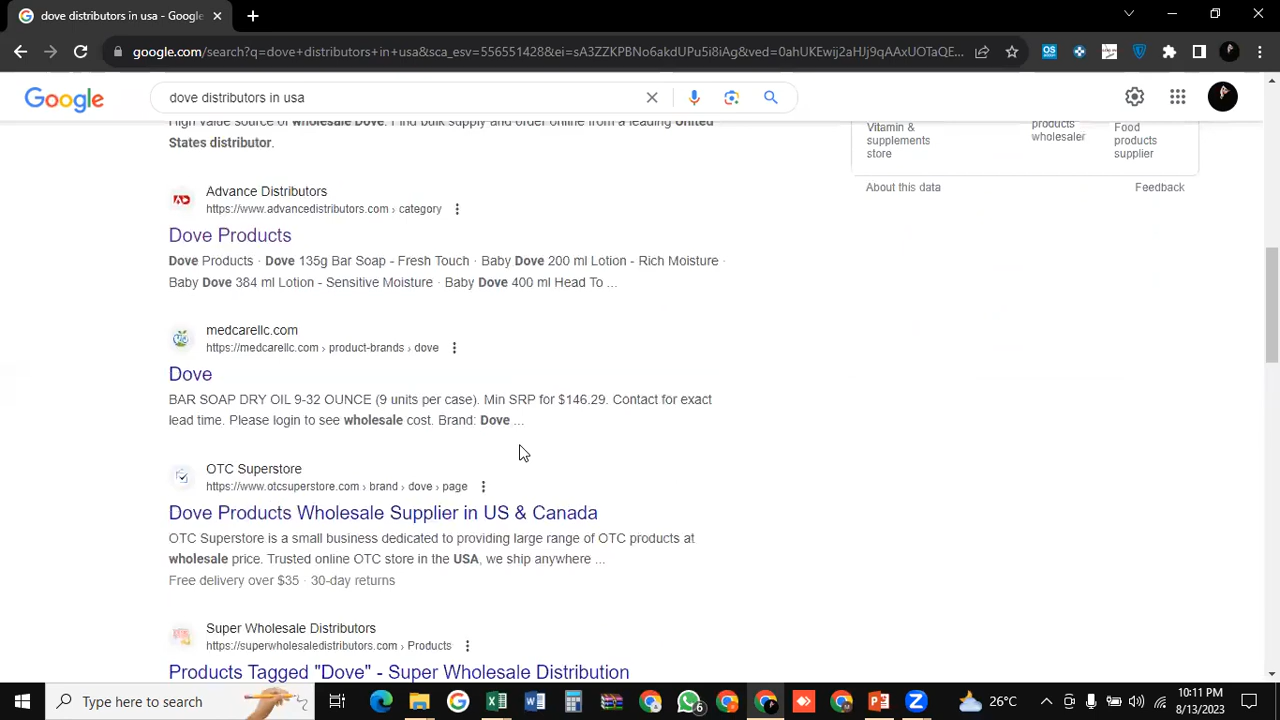 dove distributors in usa - Google
google.com/search?q=dove+distributors+in+usa&sca_esv=556551428&ei=sA3ZZKPBNo6akdUPu5i8iAg&ved=0ahUKEwij2aHJj9qAAxUOTaQE...
Google
dove distributors in usa
High value source of wholesale Dove. Find bulk supply and order online from a leading United
States distributor.
Vitamin &
supplements
store
products
wholesaler
Food
products
supplier
About this data
Feedback
Advance Distributors
https://www.advancedistributors.com › category
Dove Products
Dove Products · Dove 135g Bar Soap - Fresh Touch · Baby Dove 200 ml Lotion - Rich Moisture ·
Baby Dove 384 ml Lotion - Sensitive Moisture · Baby Dove 400 ml Head To ...
medcarellc.com
https://medcarellc.com › product-brands › dove
Dove
BAR SOAP DRY OIL 9-32 OUNCE (9 units per case). Min SRP for $146.29. Contact for exact
lead time. Please login to see wholesale cost. Brand: Dove ...
OTC Superstore
https://www.otcsuperstore.com › brand › dove › page
Dove Products Wholesale Supplier in US & Canada
OTC Superstore is a small business dedicated to providing large range of OTC products at
wholesale price. Trusted online OTC store in the USA, we ship anywhere ...
Free delivery over $35 · 30-day returns
Super Wholesale Distributors
https://superwholesaledistributors.com › Products
Products Tagged "Dove" - Super Wholesale Distribution
Type here to search
6
26°C
10:11 PM
8/13/2023